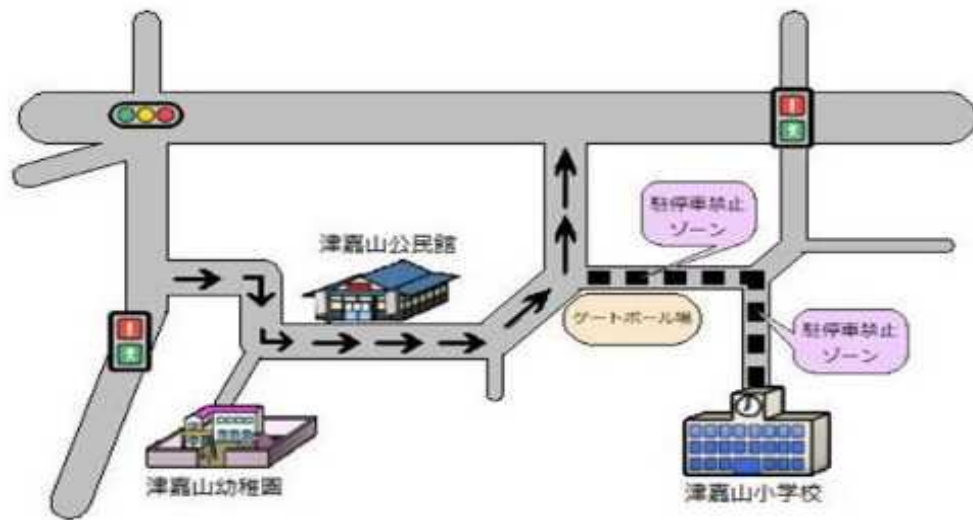 駐停車禁止
ゾーン
津嘉山公民館
ゲートボール場
駐停車禁止
ゾーン
津嘉山幼稚園
津嘉山小学校